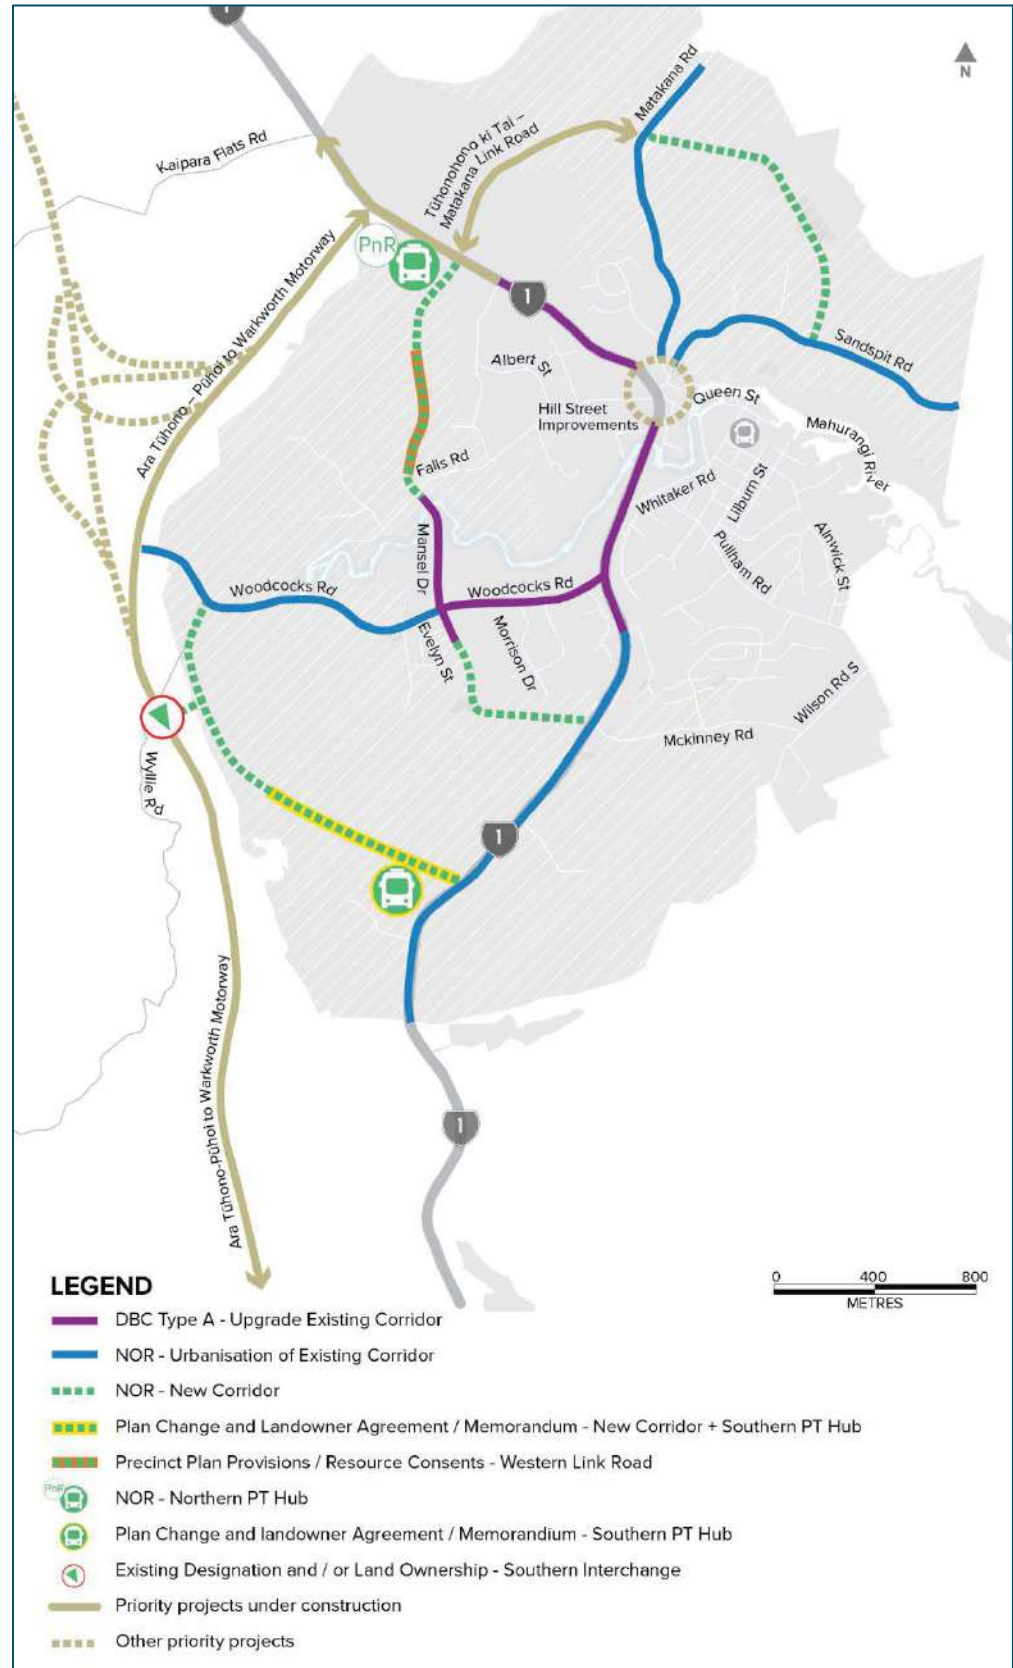 1
N
Matakana Rd
Tūhonohono ki Tai –
Matakana Link Road
Kaipara Flats Rd
PnR
1
Ara Tūhono – Pūhoi to Warkworth Motorway
Albert St
Sandspit Rd
Hill Street
Improvements
Queen St
Mahurangi River
Falls Rd
Whitaker Rd
Lilburn St
Pullham Rd
Alnwick St
Mansel Dr
Woodcocks Rd
Woodcocks Rd
Evelyn St
Morrison Dr
Wilson Rd S
Mckinney Rd
Wyllie Rd
1
Ara Tūhono-Pūhoi to Warkworth Motorway
1
LEGEND
0 400 800
METRES
DBC Type A - Upgrade Existing Corridor
NOR - Urbanisation of Existing Corridor
NOR - New Corridor
Plan Change and Landowner Agreement / Memorandum - New Corridor + Southern PT Hub
Precinct Plan Provisions / Resource Consents - Western Link Road
PnR
NOR - Northern PT Hub
Plan Change and landowner Agreement / Memorandium - Southern PT Hub
Existing Designation and / or Land Ownership - Southern Interchange
Priority projects under construction
Other priority projects